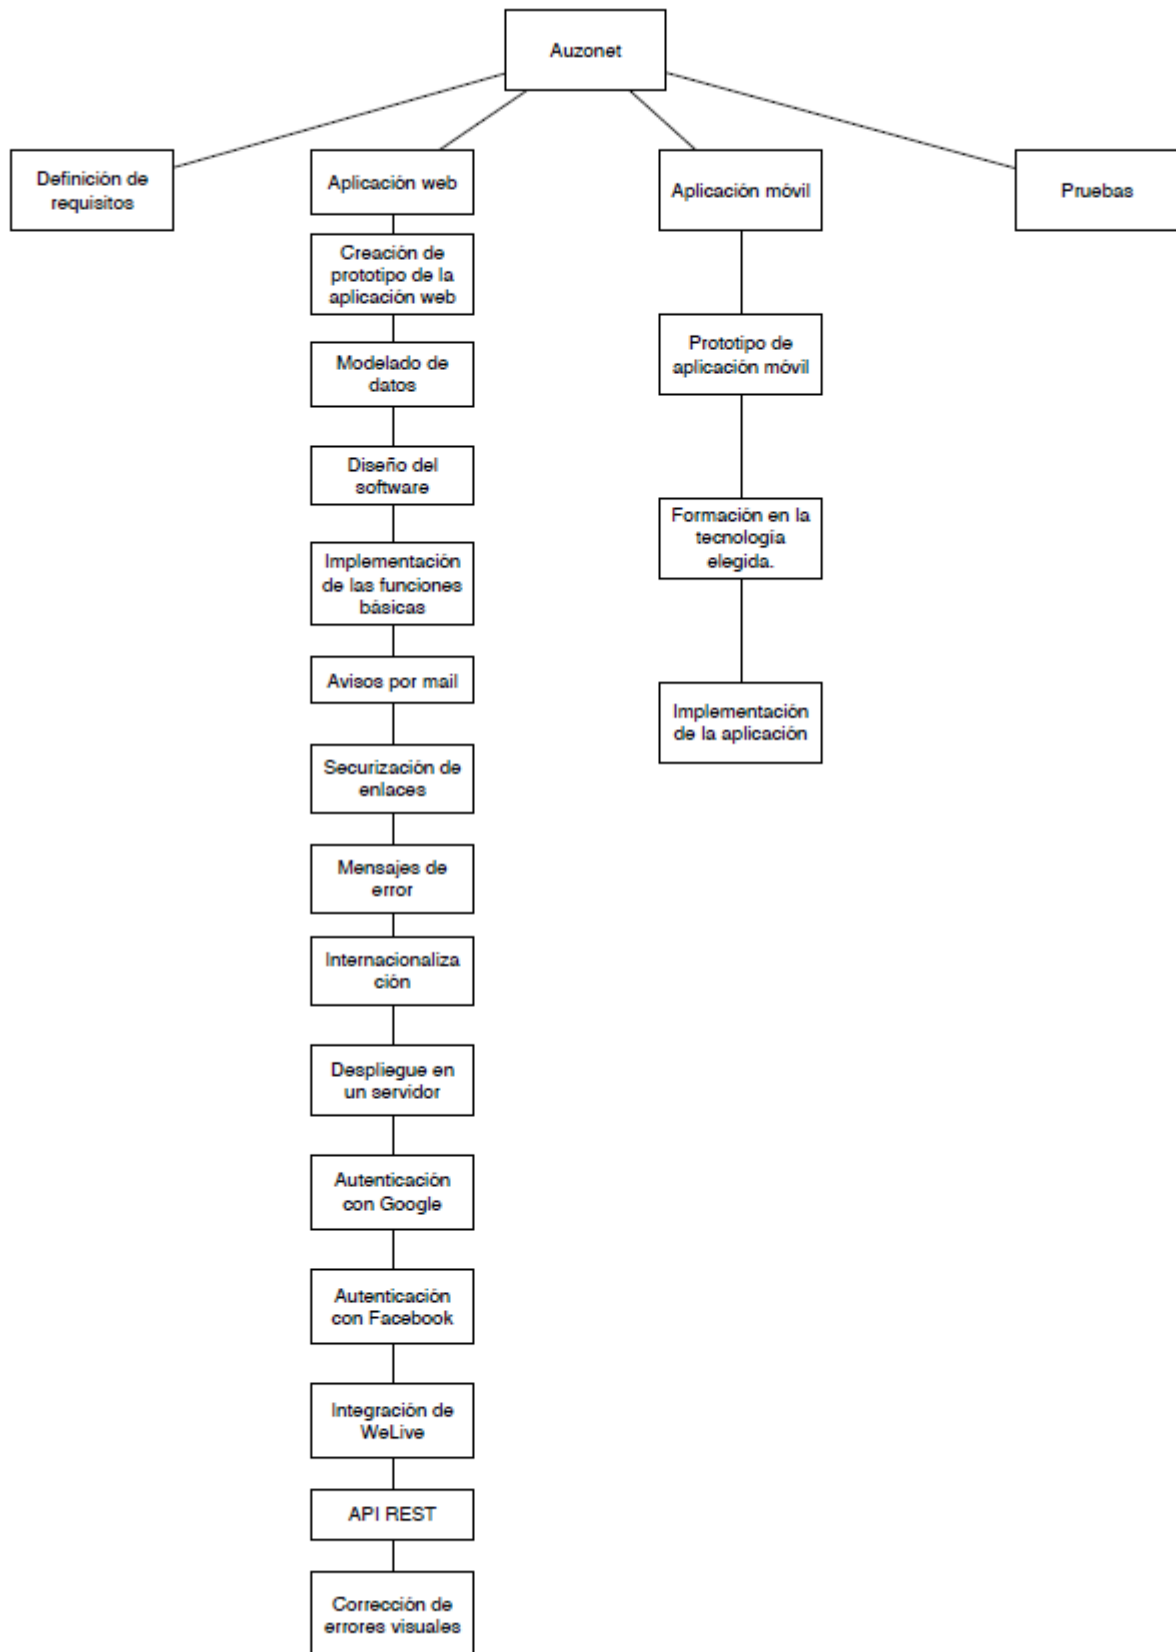 Auzonet
Definición de
requisitos
Aplicación web
Aplicación móvil
Pruebas
Creación de
prototipo de la
aplicación web
Modelado de
datos
Diseño del
software
Implementación
de las funciones
básicas
Avisos por mail
Securización de
enlaces
Mensajes de
error
Internacionaliza
ción
Despliegue en
un servidor
Autenticación
con Google
Autenticación
con Facebook
Integración de
WeLive
API REST
Corrección de
errores visuales
Prototipo de
aplicación móvil
Formación en la
tecnología
elegida.
Implementación
de la aplicación